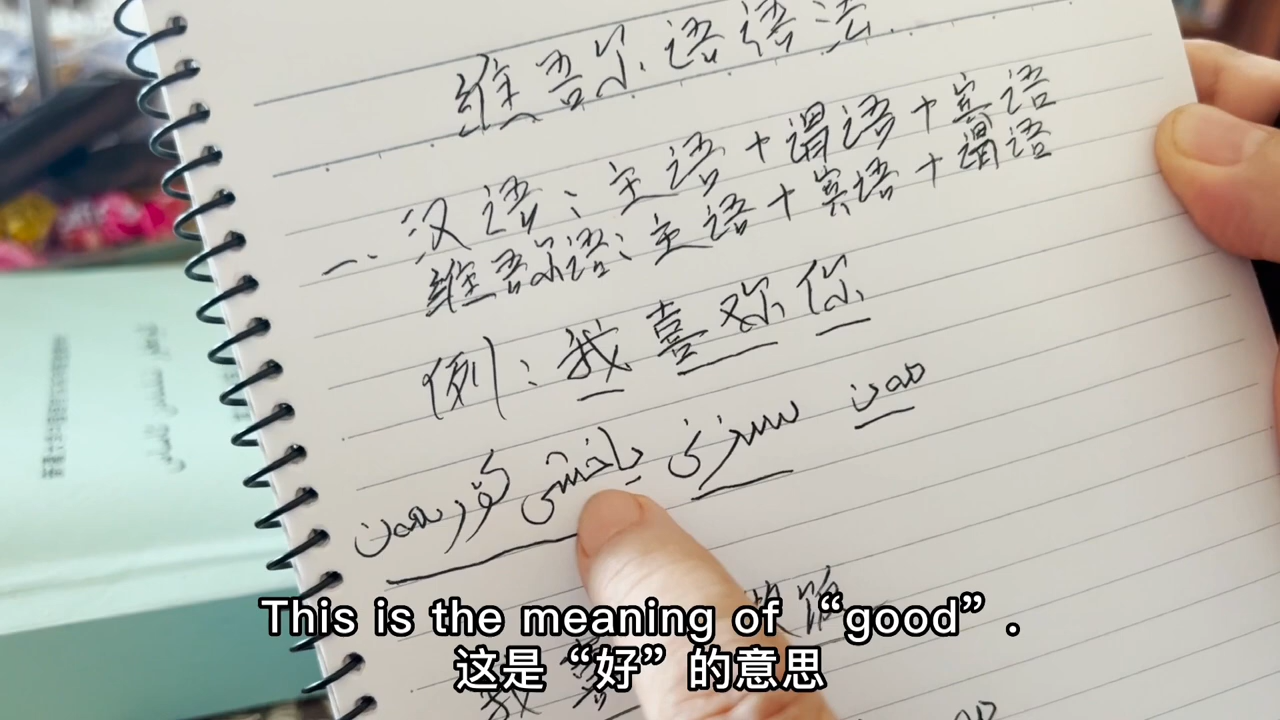 维吾尔语语法
一. 汉语: 主语 + 谓语 + 宾语
维吾尔语: 主语 + 宾语 + 谓语
例: 我喜欢你
مەن سىزنى ياخشى كۆرىمەن
我喜
This is the meaning of “good”.
这是“好”的意思